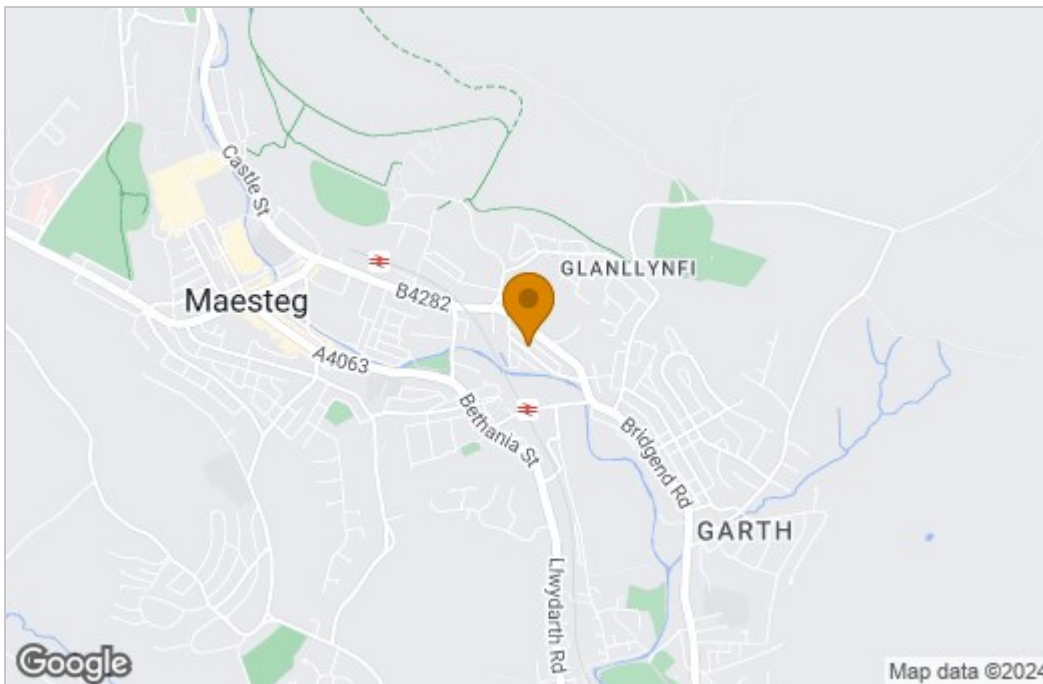 Castle St
GLANLLYNFI
Maesteg
B4282
A4063
Bethania St
Bridgend Rd
GARTH
Llwydarth Rd
Google
Map data ©2024